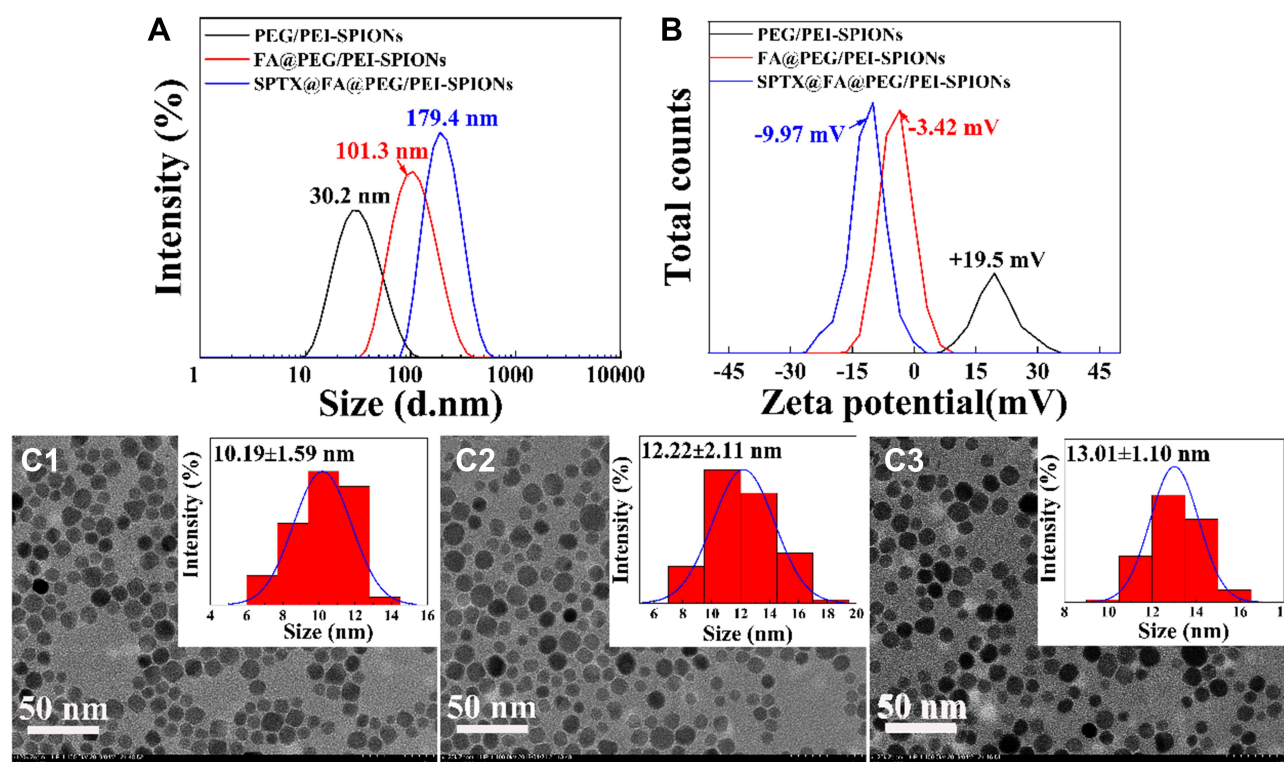 A
PEG/PEI-SPIONs
FA@PEG/PEI-SPIONs
SPTX@FA@PEG/PEI-SPIONs
179.4 nm
101.3 nm
30.2 nm
Intensity (%)
1 10 100 1000 10000
Size (d.nm)
B
PEG/PEI-SPIONs
FA@PEG/PEI-SPIONs
SPTX@FA@PEG/PEI-SPIONs
-9.97 mV
-3.42 mV
+19.5 mV
Total counts
-45 -30 -15 0 15 30 45
Zeta potential(mV)
C1
10.19±1.59 nm
Intensity (%)
4 6 8 10 12 14 16
Size (nm)
50 nm
C2
12.22±2.11 nm
Intensity (%)
6 8 10 12 14 16 18 20
Size (nm)
50 nm
C3
13.01±1.10 nm
Intensity (%)
8 10 12 14 16
Size (nm)
50 nm